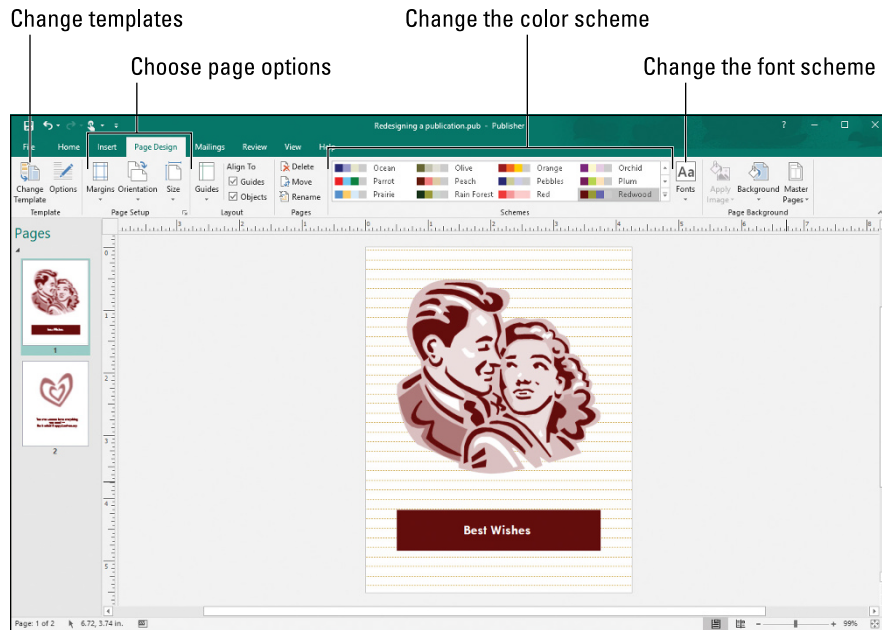 Change templates
Change the color scheme
Choose page options
Change the font scheme
Redesigning a publication.pub - Publisher
File Home Insert Page Design Mailings Review View Help
Change Template
Options
Template
Margins Orientation Size
Page Setup
Guides
Align To
Guides
Objects
Layout
Delete
Move
Rename
Pages
Ocean Olive Orange Orchid
Parrot Peach Pebbles Plum
Prairie Rain Forest Red Redwood
Schemes
Aa
Fonts
Apply Image
Background
Master Pages
Page Background
Pages
Best Wishes
1
2
Best Wishes
Page: 1 of 2 6.72, 3.74 in. 99%